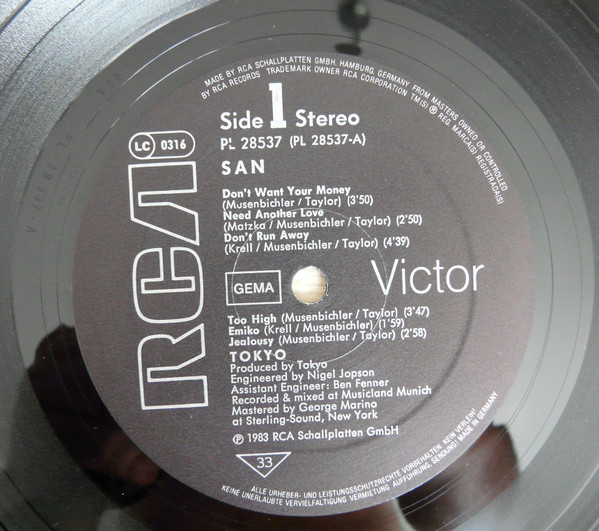 MADE BY RCA SCHALLPLATTEN GMBH. HAMBURG, GERMANY FROM MASTERS OWNED OR CONTROLLED
BY RCA RECORDS TRADEMARK OWNER RCA CORPORATION TM(S) ® REG. MARCA(S) REGISTRADA(S)
Side 1 Stereo
PL 28537 (PL 28537-A)
LC 0316
SAN
Don't Want Your Money
(Musenbichler / Taylor) (3'50)
Need Another Love
(Matzka / Musenbichler / Taylor) (2'50)
Don't Run Away
(Krell / Musenbichler / Taylor) (4'39)
RCA
GEMA
Victor
Too High (Musenbichler / Taylor) (3'47)
Emiko (Krell / Musenbichler) (1'59)
Jealousy (Musenbichler / Taylor) (2'58)
TOKYO
Produced by Tokyo
Engineered by Nigel Jopson
Assistant Engineer: Ben Fenner
Recorded & mixed at Musicland Munich
Mastered by George Marino
at Sterling-Sound, New York
℗ 1983 RCA Schallplatten GmbH
33
ALLE URHEBER- UND LEISTUNGSSCHUTZRECHTE VORBEHALTEN. KEIN VERLEIH!
KEINE UNERLAUBTE VERVIELFÄLTIGUNG VERMIETUNG AUFFÜHRUNG, SENDUNG! MADE IN GERMANY